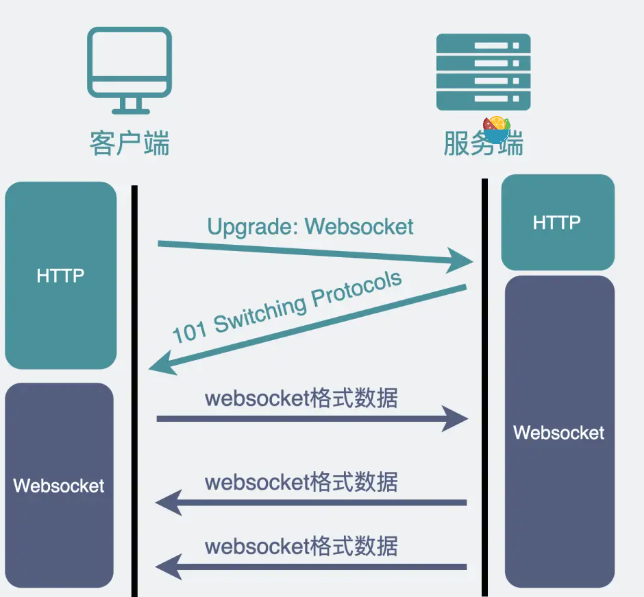 客户端
服务端
Upgrade: Websocket
HTTP
HTTP
101 Switching Protocols
websocket格式数据
Websocket
Websocket
websocket格式数据
websocket格式数据